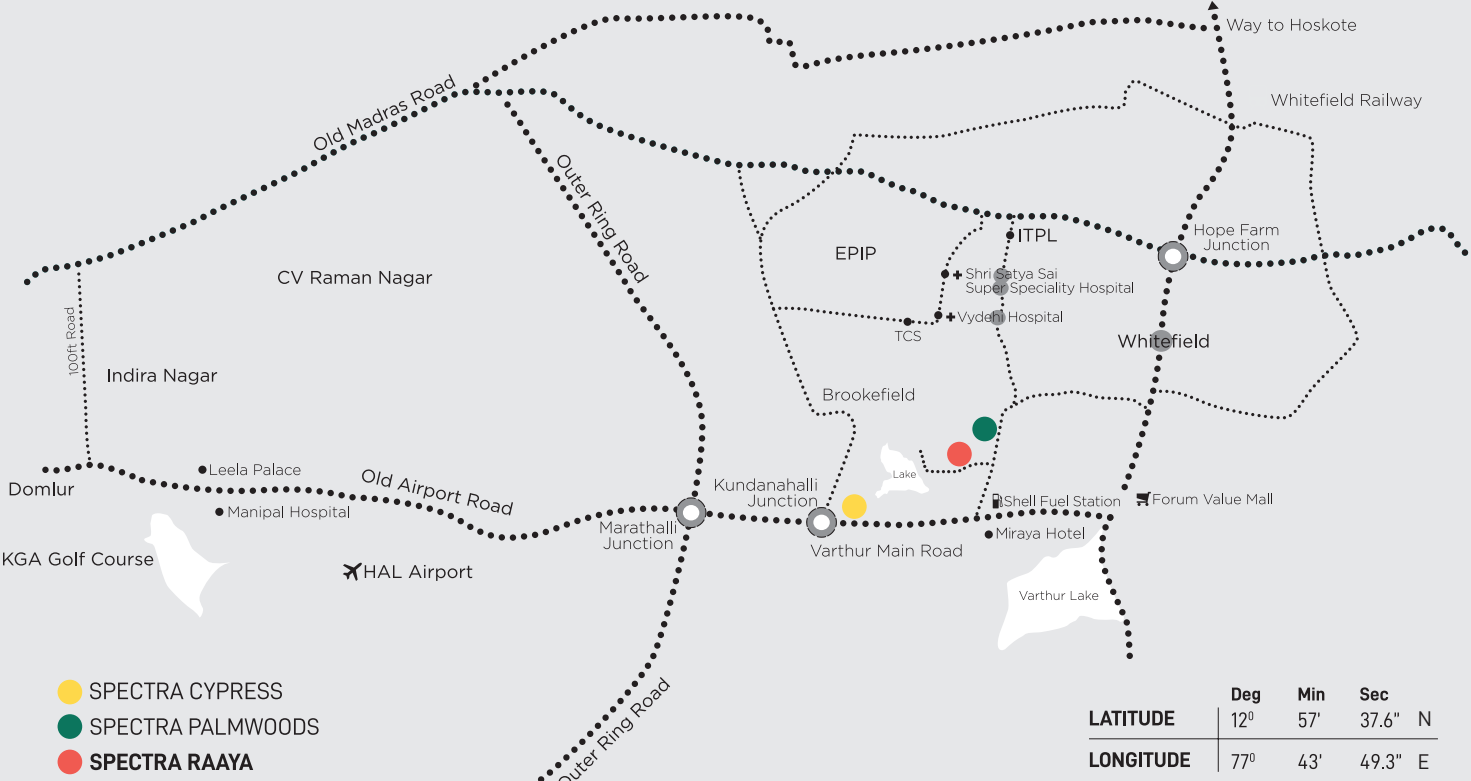 Way to Hoskote
Old Madras Road
Whitefield Railway
Outer Ring Road
Hope Farm
Junction
ITPL
EPIP
CV Raman Nagar
Shri Satya Sai
Super Speciality Hospital
Vydehi Hospital
TCS
100ft Road
Whitefield
Indira Nagar
Brookefield
Leela Palace
Old Airport Road
Lake
Domlur
Kundanahalli
Junction
Shell Fuel Station
Forum Value Mall
Manipal Hospital
Marathalli
Junction
Miraya Hotel
Varthur Main Road
KGA Golf Course
HAL Airport
Varthur Lake
Outer Ring Road
SPECTRA CYPRESS
SPECTRA PALMWOODS
SPECTRA RAAYA
Deg Min Sec
LATITUDE 12⁰ 57' 37.6" N
LONGITUDE 77⁰ 43' 49.3" E